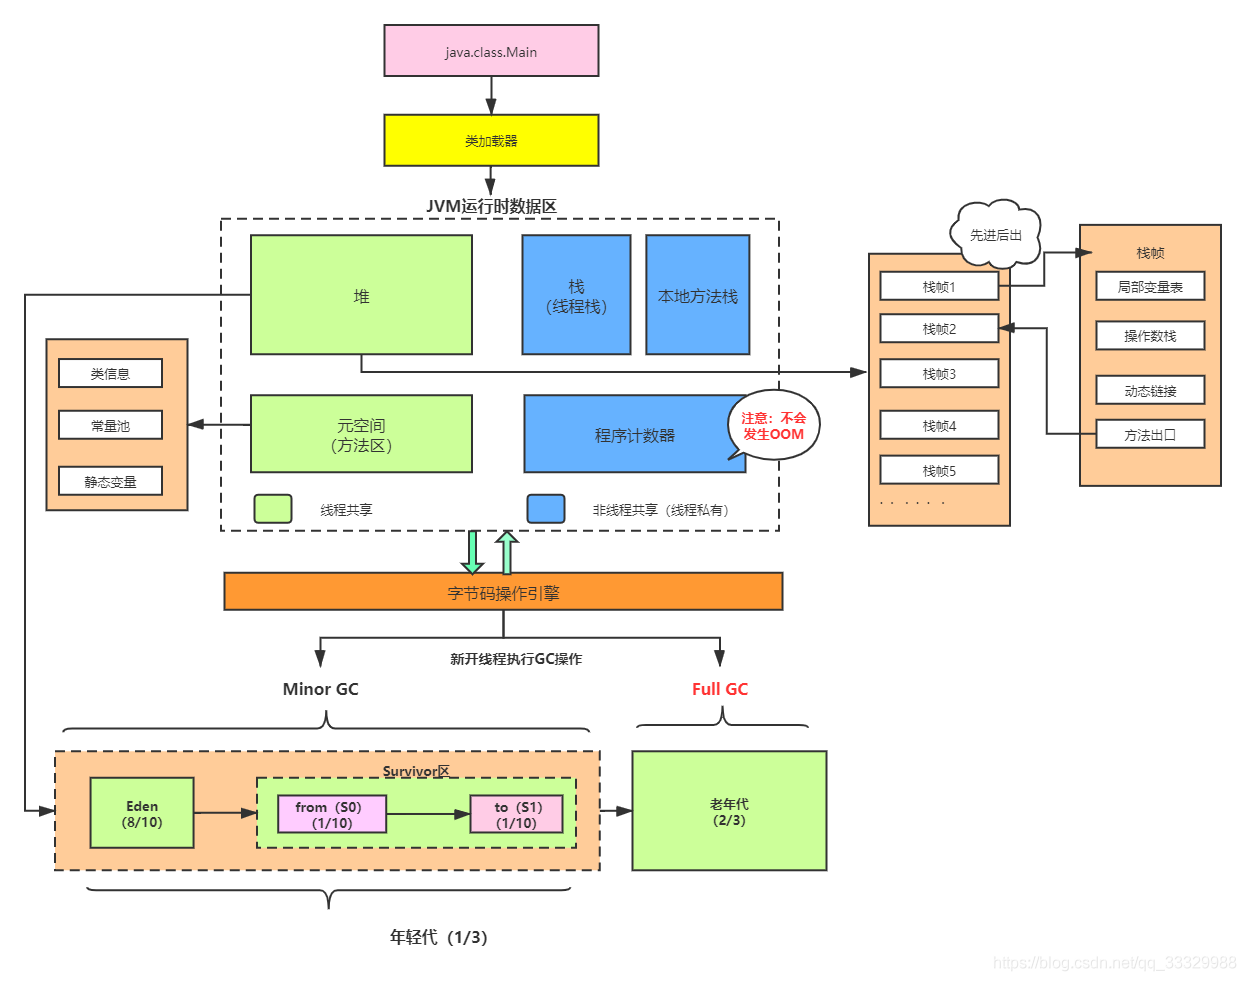 java.class.Main
类加载器
JVM运行时数据区
堆
栈
（线程栈）
本地方法栈
元空间
（方法区）
程序计数器
注意：不会
发生OOM
线程共享
非线程共享（线程私有）
类信息
常量池
静态变量
先进后出
栈帧1
栈帧2
栈帧3
栈帧4
栈帧5
· · · · · ·
栈帧
局部变量表
操作数栈
动态链接
方法出口
字节码操作引擎
新开线程执行GC操作
Minor GC
Full GC
Survivor区
Eden
（8/10）
from（S0）
（1/10）
to（S1）
（1/10）
老年代
（2/3）
年轻代（1/3）
https://blog.csdn.net/qq_33329988